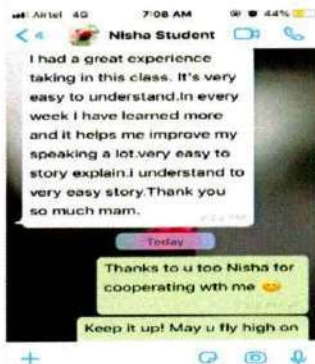 Airtel 4G 7:08 AM 44%
4 Nisha Student
I had a great experience
taking in this class. It's very
easy to understand.In every
week I have learned more
and it helps me improve my
speaking a lot.very easy to
story explain.i understand to
very easy story.Thank you
so much mam.
Today
Thanks to u too Nisha for
cooperating wth me 😊
Keep it up! May u fly high on